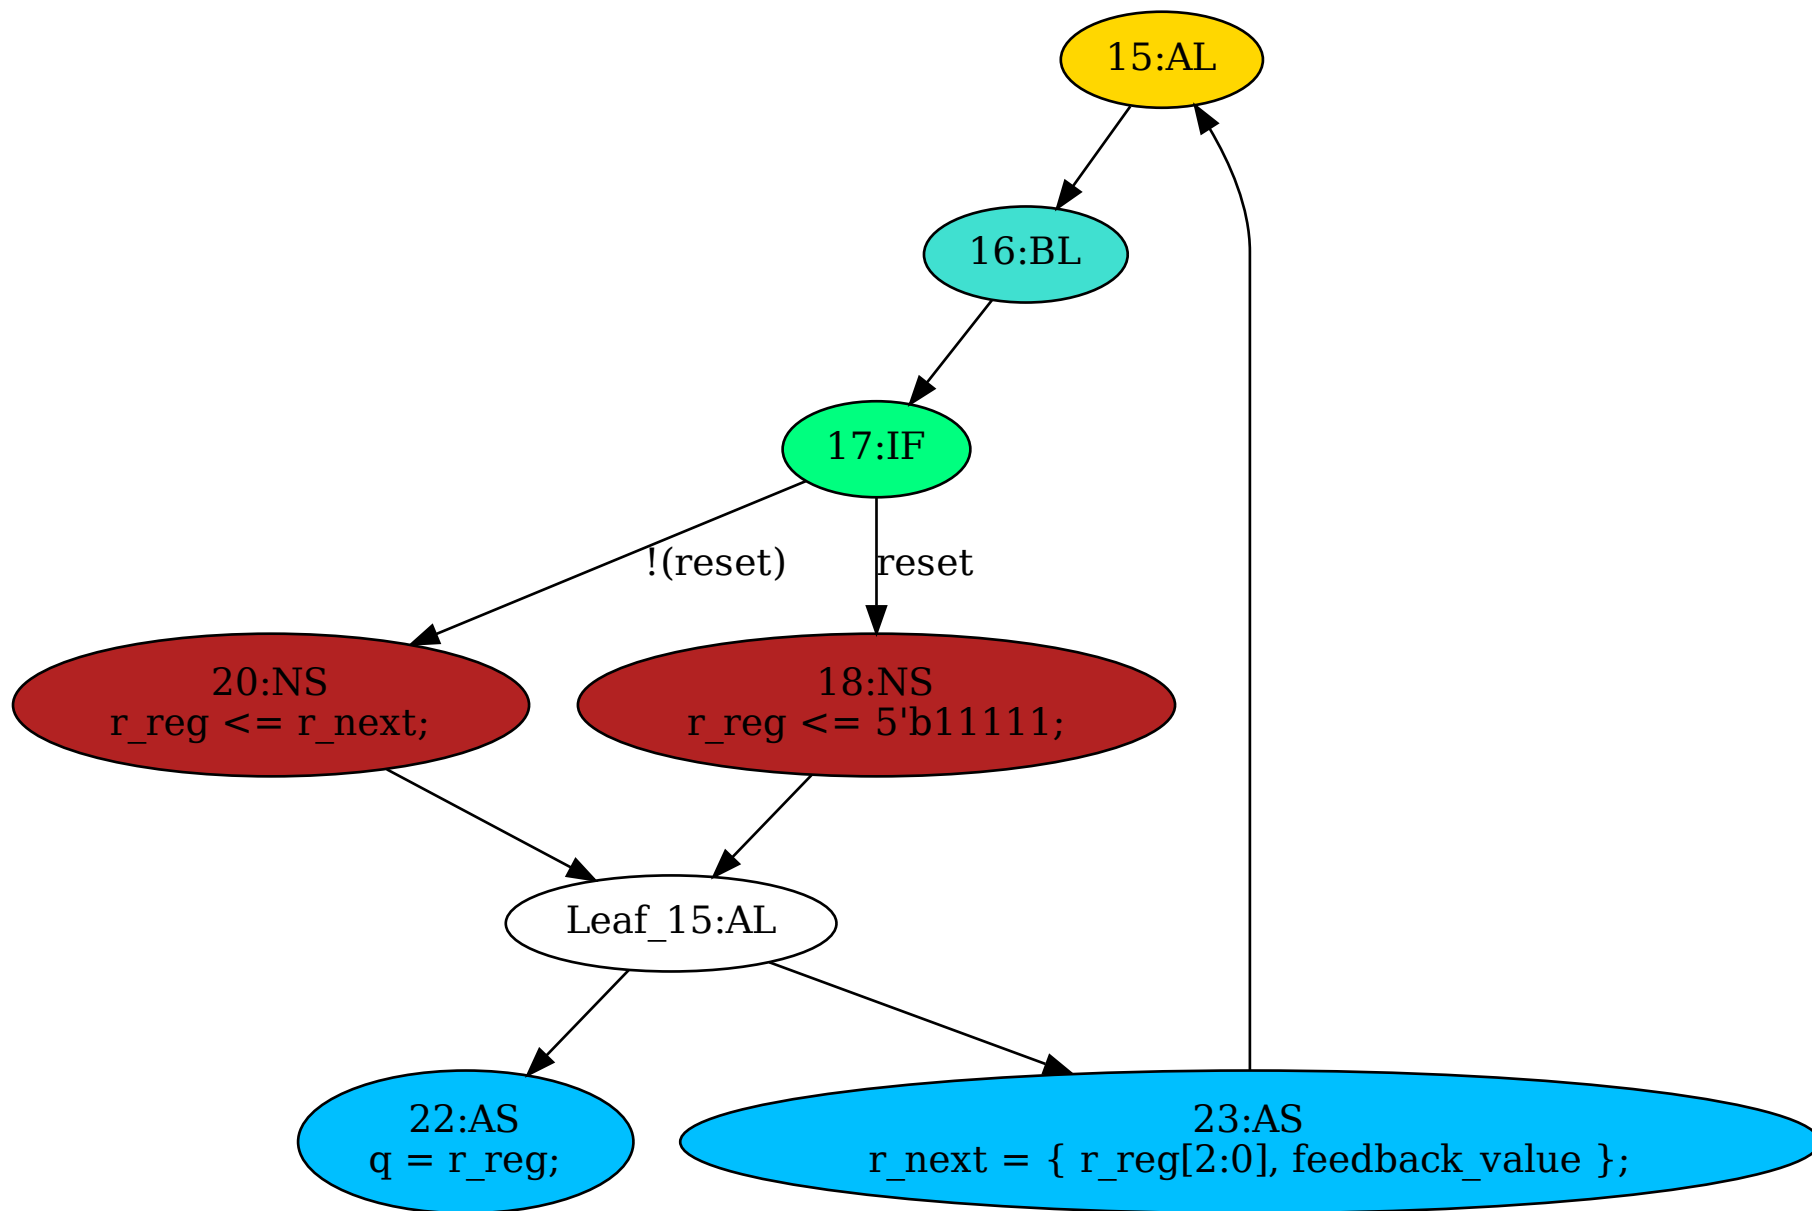 15:AL
16:BL
17:IF
!(reset)
reset
20:NS
r_reg <= r_next;
18:NS
r_reg <= 5'b11111;
Leaf_15:AL
22:AS
q = r_reg;
23:AS
r_next = { r_reg[2:0], feedback_value };